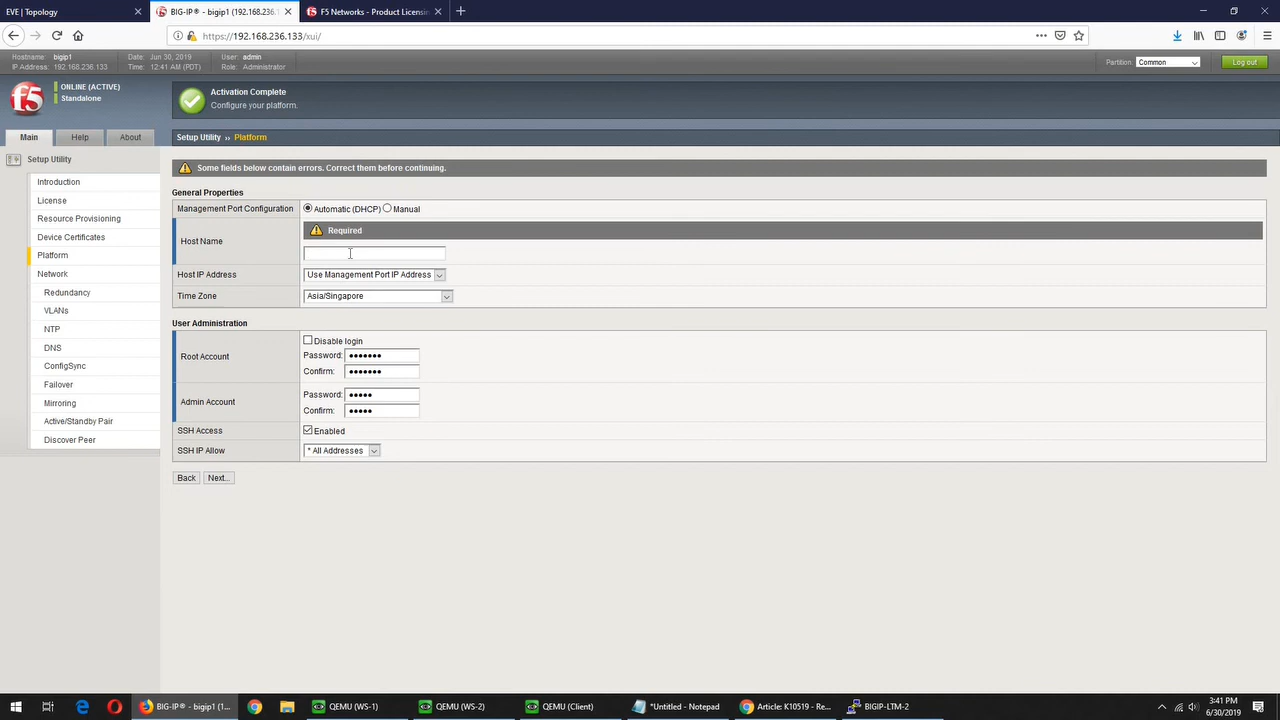 EVE | Topology
BIG-IP® - bigip1 (192.168.236.1
F5 Networks - Product Licensin
https://192.168.236.133/xui/
Hostname: bigip1
IP Address: 192.168.236.133
Date: Jun 30, 2019
Time: 12:41 AM (PDT)
User: admin
Role: Administrator
Partition: Common
Log out
f5
ONLINE (ACTIVE)
Standalone
Activation Complete
Configure your platform.
Main
Help
About
Setup Utility ›› Platform
Setup Utility
Introduction
License
Resource Provisioning
Device Certificates
Platform
Network
Redundancy
VLANs
NTP
DNS
ConfigSync
Failover
Mirroring
Active/Standby Pair
Discover Peer
Some fields below contain errors. Correct them before continuing.
General Properties
Management Port Configuration Automatic (DHCP) Manual
Required
Host Name
Host IP Address Use Management Port IP Address
Time Zone Asia/Singapore
User Administration
Disable login
Root Account
Password: •••••••
Confirm: •••••••
Admin Account
Password: •••••
Confirm: •••••
SSH Access Enabled
SSH IP Allow * All Addresses
Back Next...
BIG-IP® - bigip1 (1...
QEMU (WS-1)
QEMU (WS-2)
QEMU (Client)
*Untitled - Notepad
Article: K10519 - Re...
BIGIP-LTM-2
3:41 PM
6/30/2019